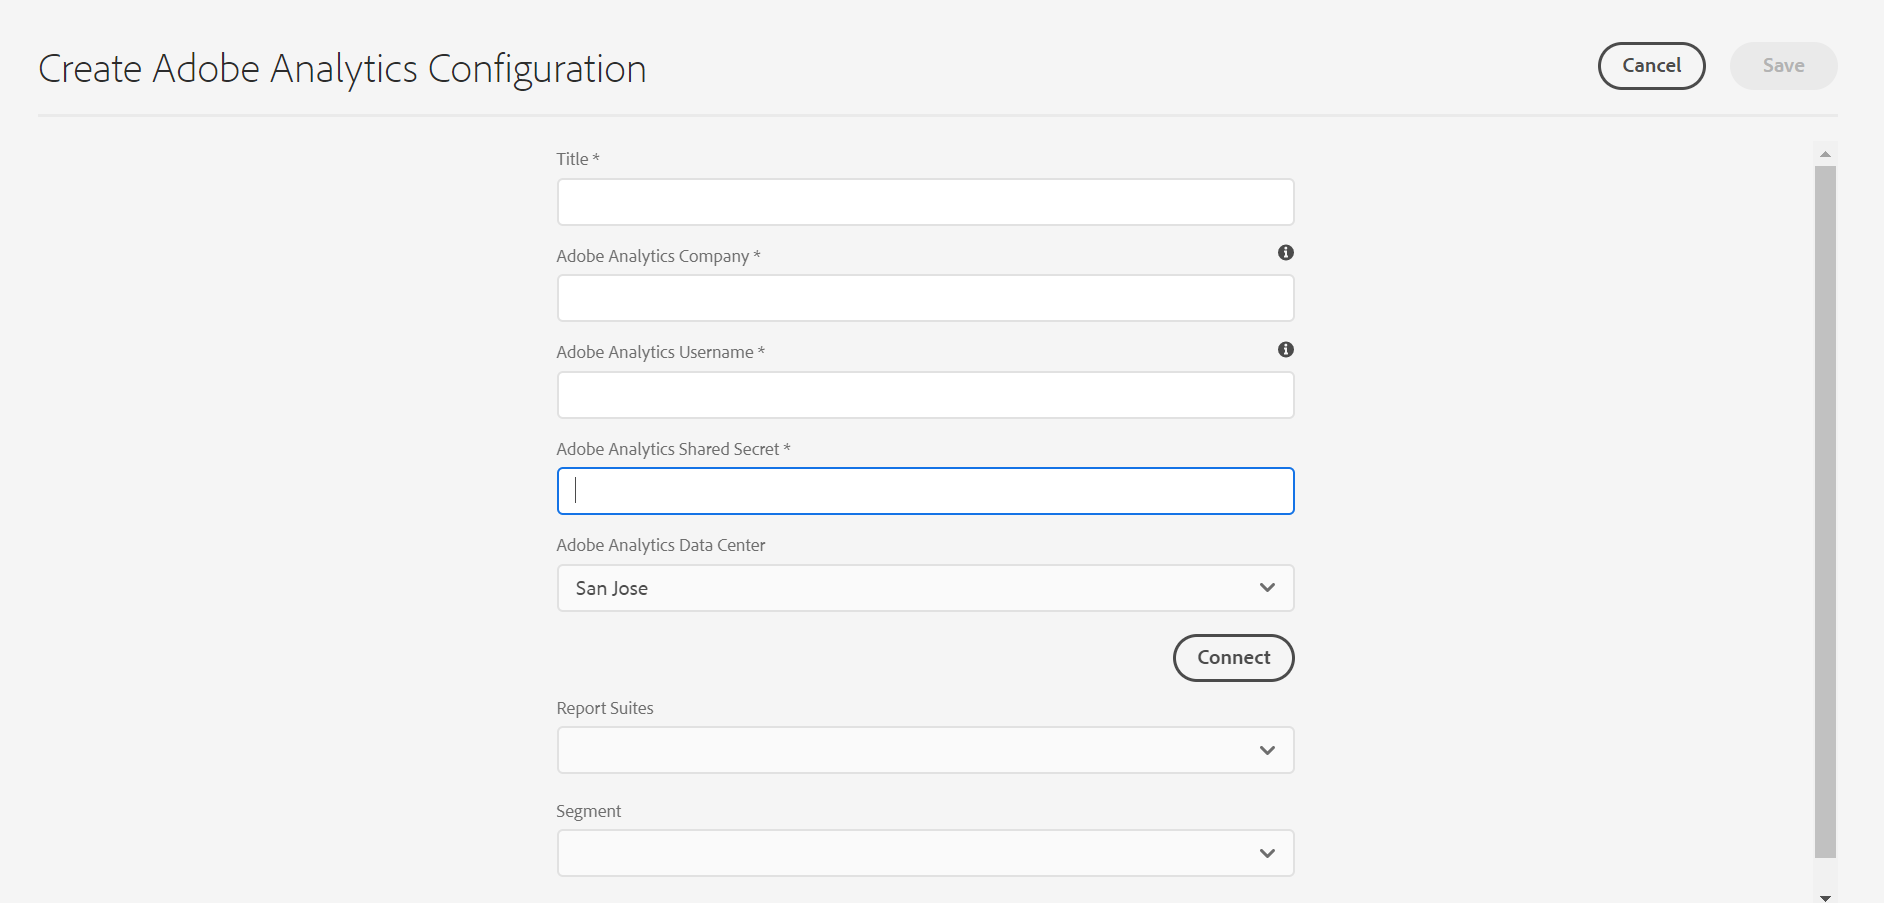 Create Adobe Analytics Configuration
Cancel
Save
Title *
Adobe Analytics Company *
Adobe Analytics Username *
Adobe Analytics Shared Secret *
Adobe Analytics Data Center
San Jose
Connect
Report Suites
Segment